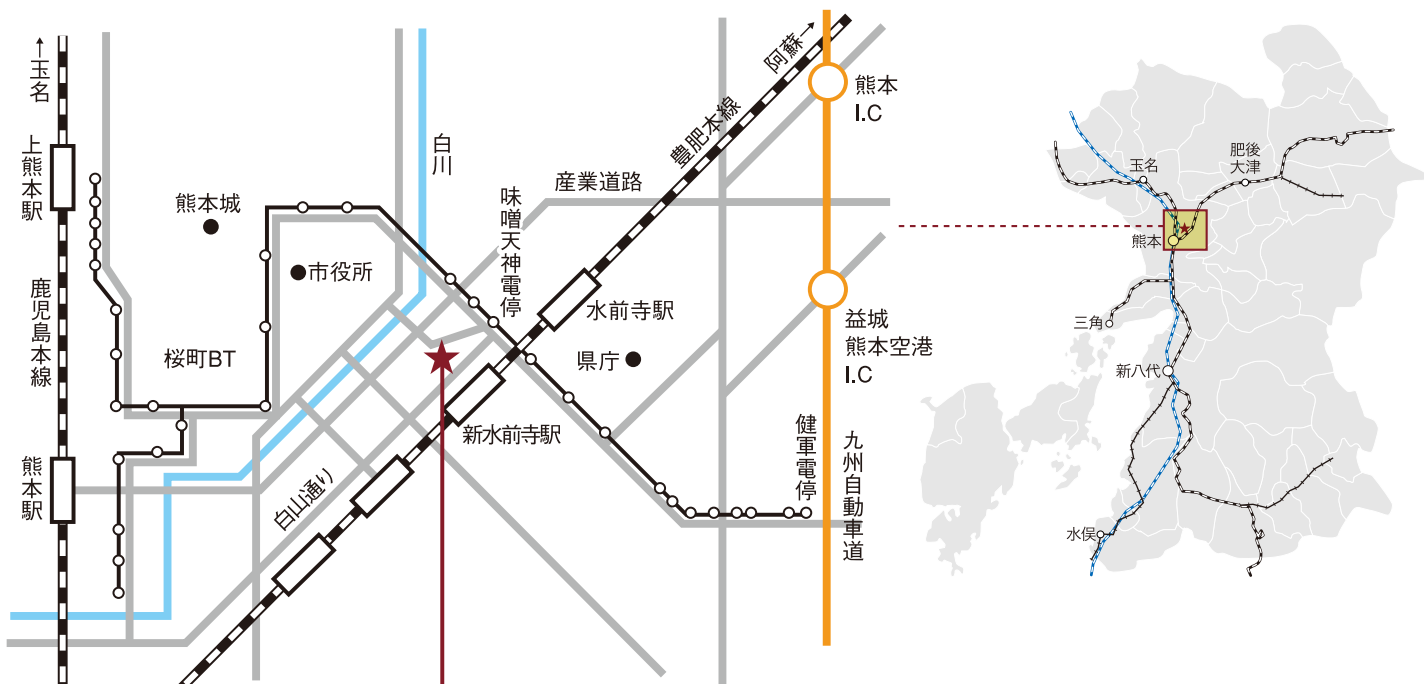 ←玉名
上熊本駅
鹿児島本線
熊本駅
熊本城
市役所
桜町BT
白川
味噌天神電停
産業道路
豊肥本線
阿蘇→
水前寺駅
県庁
新水前寺駅
白山通り
熊本
I.C
益城
熊本空港
I.C
健軍電停
九州自動車道
玉名
肥後
大津
熊本
三角
新八代
水俣